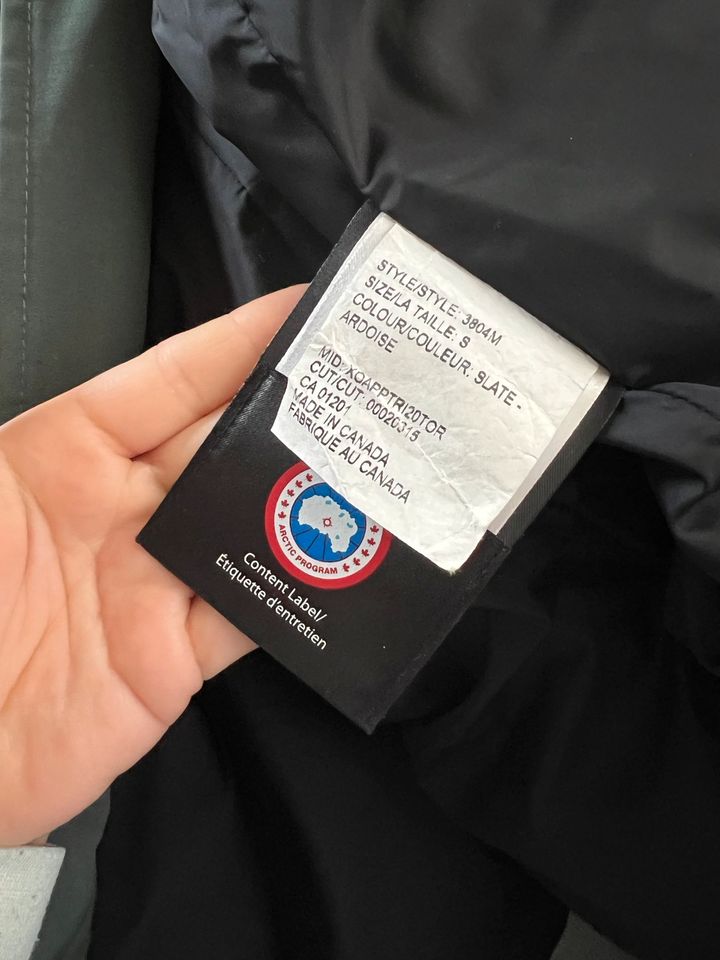 STYLE/STYLE: 3804M
SIZE/LA TAILLE: S
COLOUR/COULEUR: SLATE -
ARDOISE
MID: XOAPPTRI20TOR
CUT/CUT: 00020315
CA 01201
MADE IN CANADA
FABRIQUE AU CANADA
ARCTIC PROGRAM
Content Label/
Étiquette d'entretien